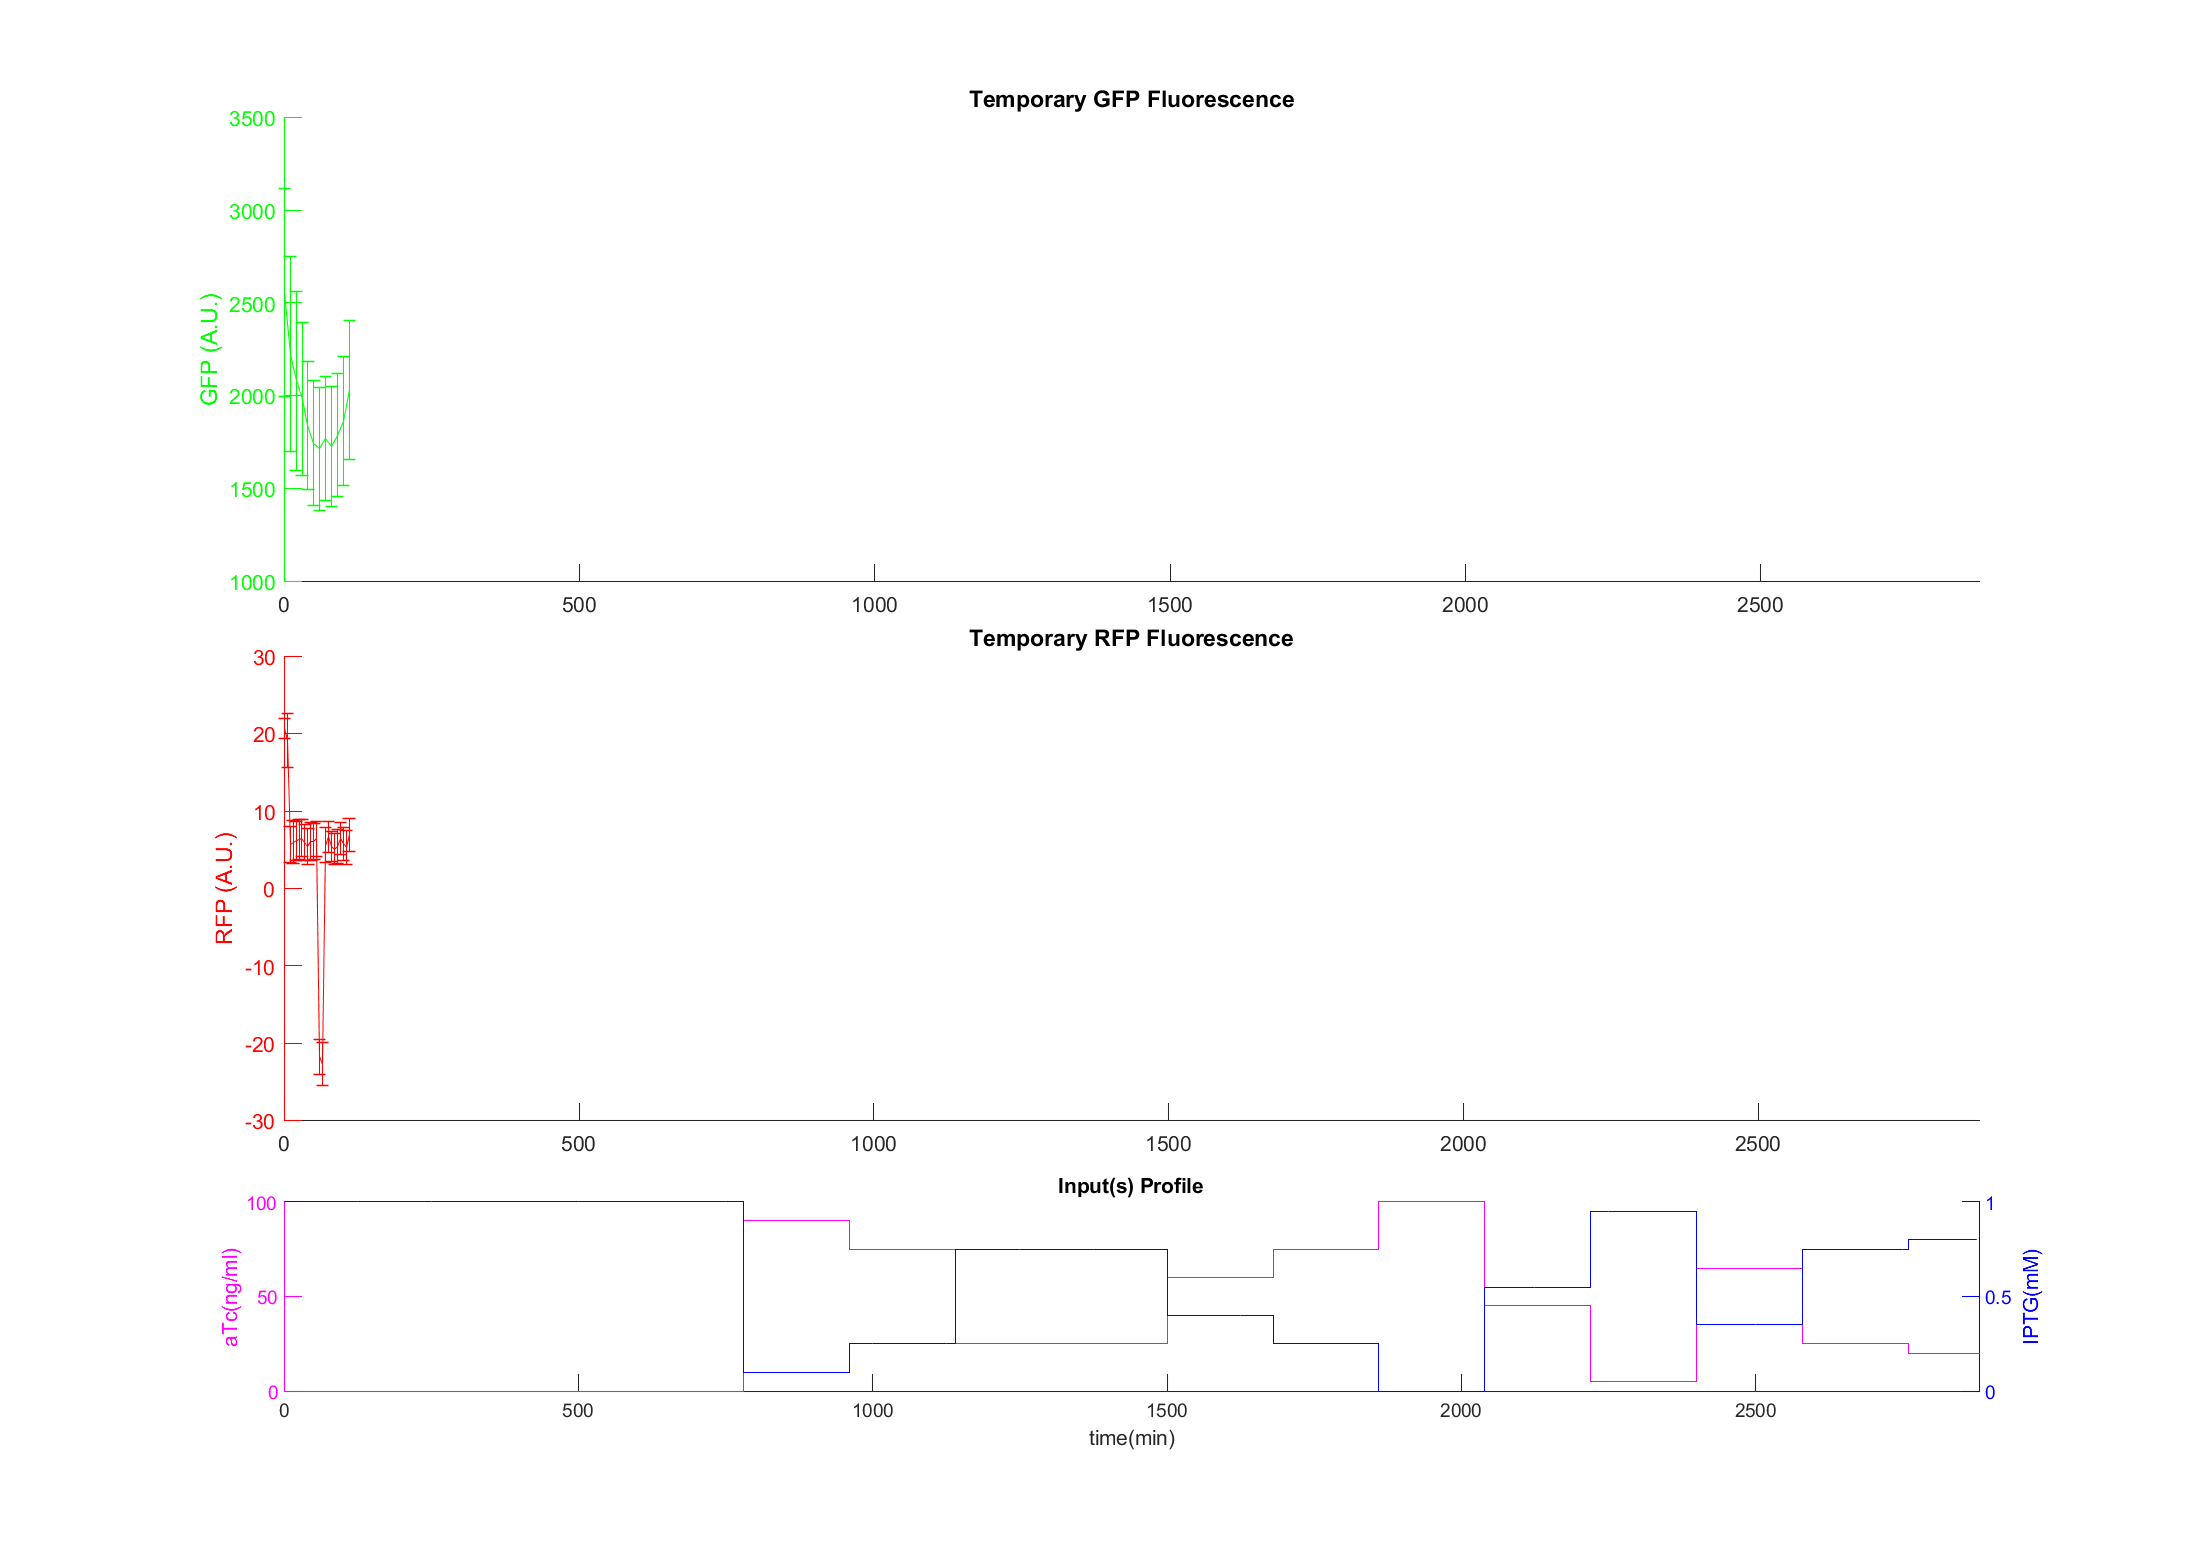 Temporary GFP Fluorescence
3500
3000
2500
2000
1500
1000
GFP (A.U.)
0 500 1000 1500 2000 2500
Temporary RFP Fluorescence
30
20
10
0
-10
-20
-30
RFP (A.U.)
0 500 1000 1500 2000 2500
Input(s) Profile
100
50
0
aTc(ng/ml)
1
0.5
0
IPTG(mM)
0 500 1000 1500 2000 2500
time(min)